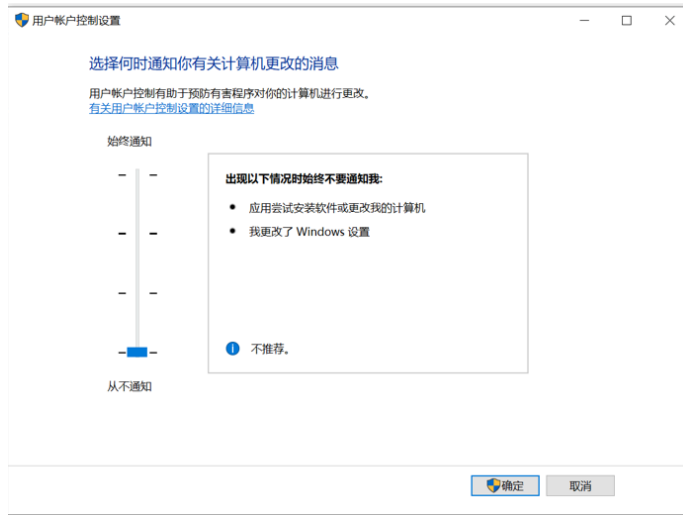 用户帐户控制设置
选择何时通知你有关计算机更改的消息
用户帐户控制有助于预防有害程序对你的计算机进行更改。
有关用户帐户控制设置的详细信息
始终通知
出现以下情况时始终不要通知我:
应用尝试安装软件或更改我的计算机
我更改了 Windows 设置
不推荐。
从不通知
确定
取消